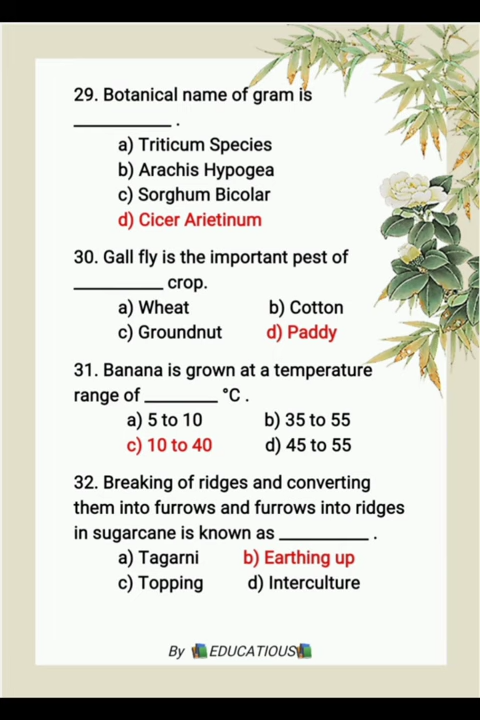 29. Botanical name of gram is
__________ .
a) Triticum Species
b) Arachis Hypogea
c) Sorghum Bicolar
d) Cicer Arietinum
30. Gall fly is the important pest of
_________ crop.
a) Wheat b) Cotton
c) Groundnut d) Paddy
31. Banana is grown at a temperature
range of _______ °C .
a) 5 to 10 b) 35 to 55
c) 10 to 40 d) 45 to 55
32. Breaking of ridges and converting
them into furrows and furrows into ridges
in sugarcane is known as _________ .
a) Tagarni b) Earthing up
c) Topping d) Interculture
By 📚EDUCATIOUS📚